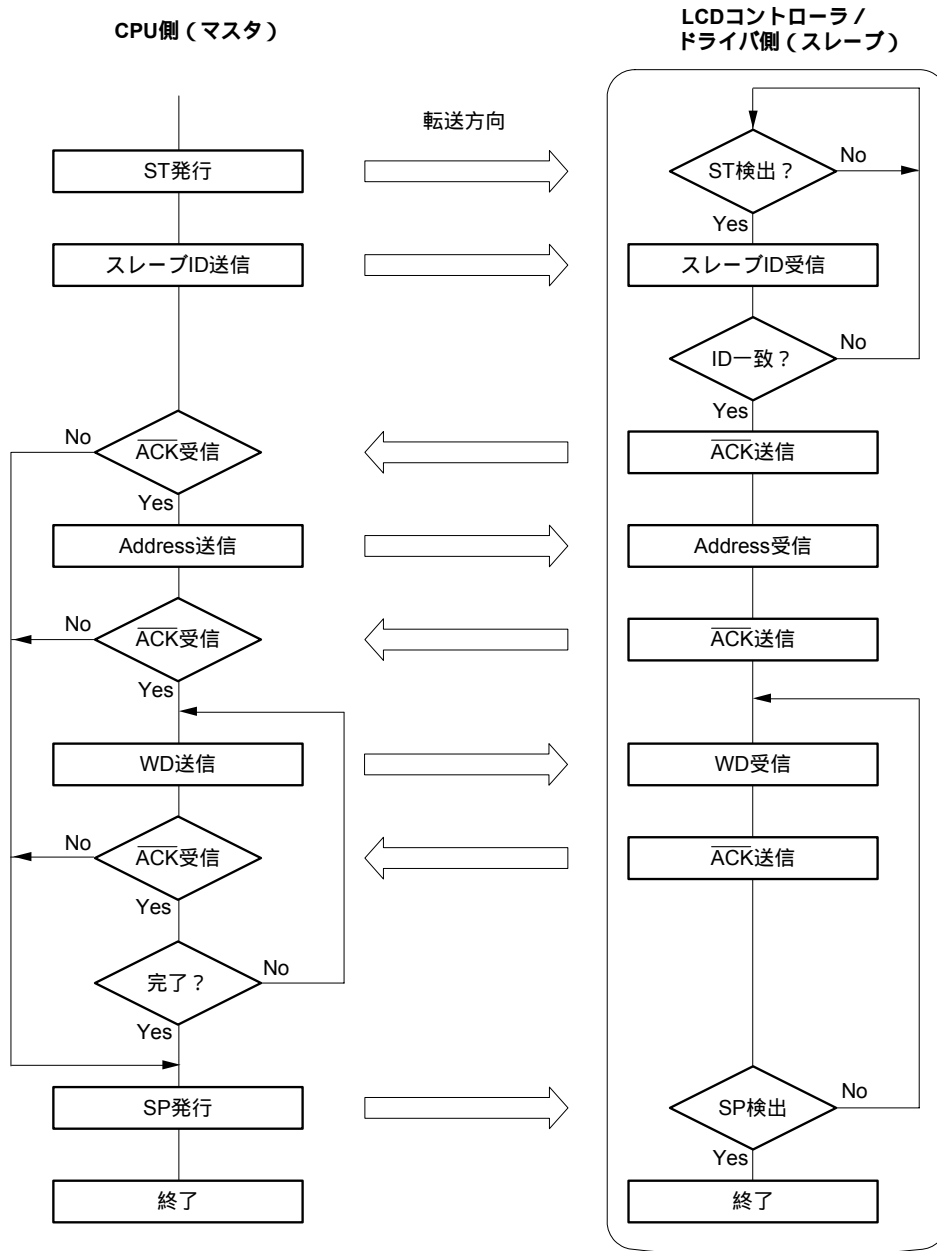 CPU側(マスタ)
LCDコントローラ/
ドライバ側(スレーブ)
転送方向
ST発行
ST検出?
No
Yes
スレーブID送信
スレーブID受信
ID一致?
No
Yes
No
ACK受信
ACK送信
Yes
Address送信
Address受信
No
ACK受信
ACK送信
Yes
WD送信
WD受信
No
ACK受信
ACK送信
Yes
完了?
No
Yes
SP発行
SP検出
No
Yes
終了
終了